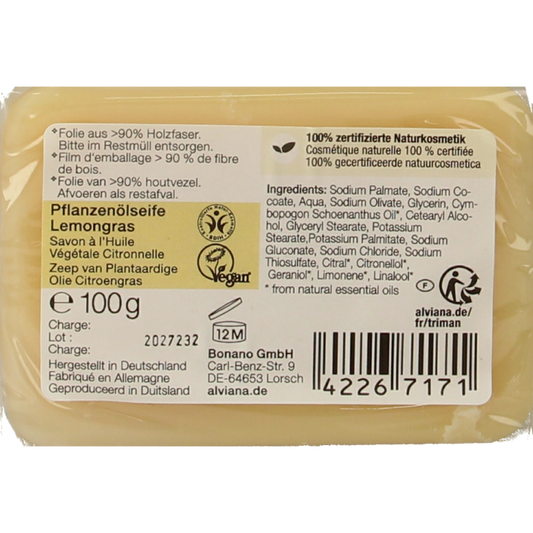 *Folie aus >90% Holzfaser.
Bitte im Restmüll entsorgen.
*Film d'emballage > 90 % de fibre
de bois.
*Folie van >90% houtvezel.
Afvoeren als restafval.
Pflanzenölseife
Lemongras
Savon à l'Huile
Végétale Citronnelle
Zeep van Plantaardige
Olie Citroengras
BDIH
Vegan
℮ 100g
Charge:
Lot :
Charge:
2027232
12M
Hergestellt in Deutschland
Fabriqué en Allemagne
Geproduceerd in Duitsland
Bonano GmbH
Carl-Benz-Str. 9
DE-64653 Lorsch
alviana.de
100% zertifizierte Naturkosmetik
Cosmétique naturelle 100 % certifiée
100% gecertificeerde natuurcosmetica
Ingredients: Sodium Palmate, Sodium Co-
coate, Aqua, Sodium Olivate, Glycerin, Cym-
bopogon Schoenanthus Oil*, Cetearyl Alco-
hol, Glyceryl Stearate, Potassium
Stearate,Potassium Palmitate, Sodium
Gluconate, Sodium Chloride, Sodium
Thiosulfate, Citral*, Citronellol*,
Geraniol*, Limonene*, Linalool*
* from natural essential oils
F
alviana.de/
fr/triman
4226 7171